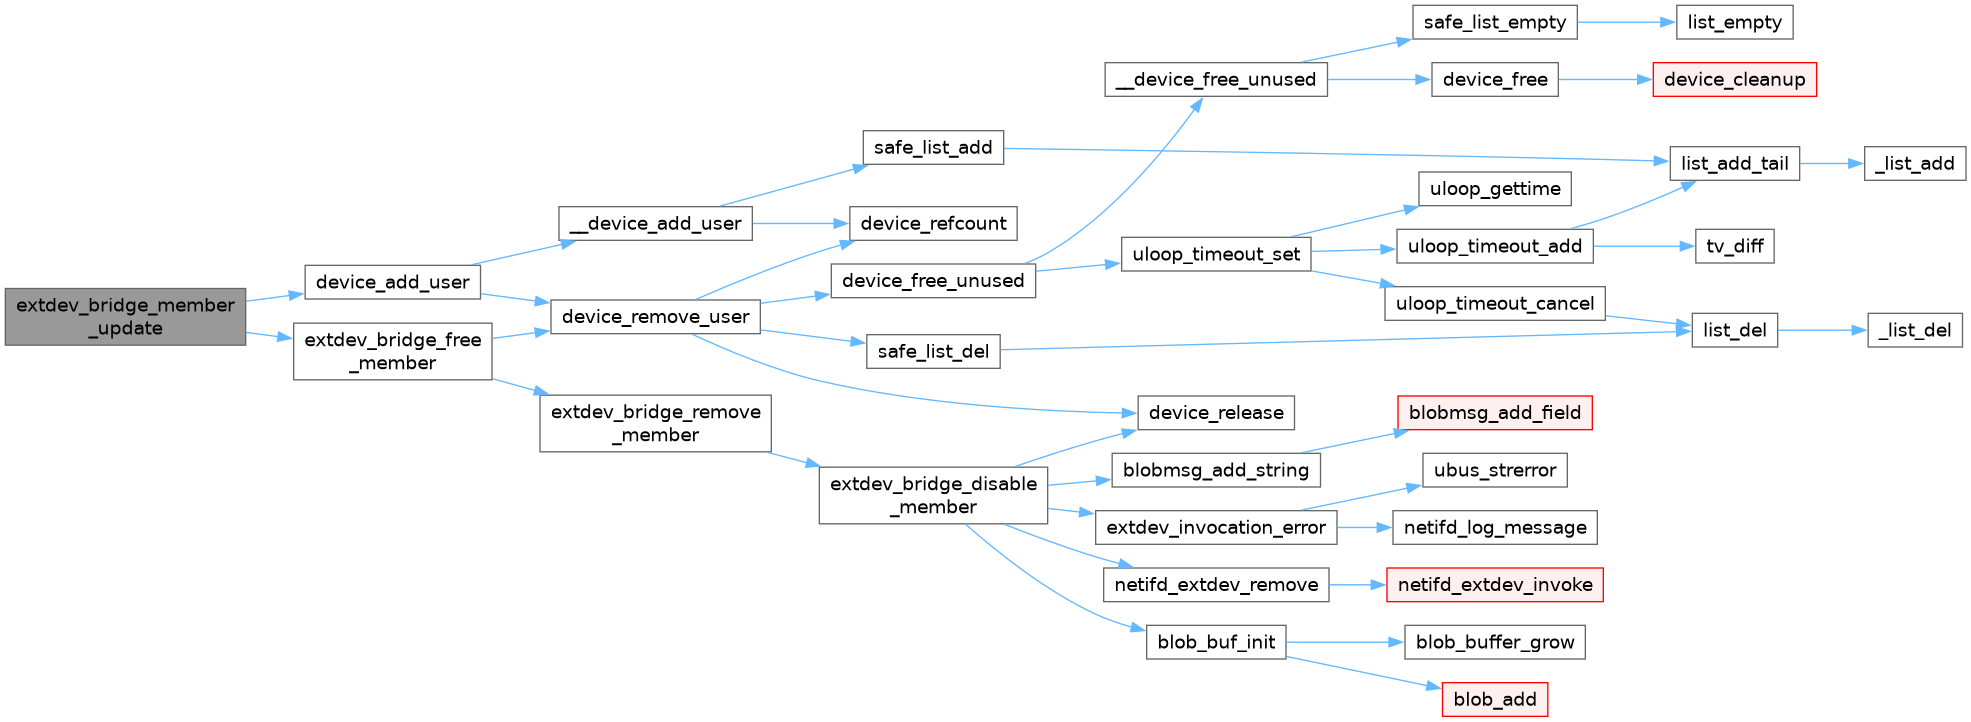 extdev_bridge_member
_update
device_add_user
extdev_bridge_free
_member
__device_add_user
device_remove_user
extdev_bridge_remove
_member
safe_list_add
device_refcount
device_free_unused
safe_list_del
extdev_bridge_disable
_member
__device_free_unused
uloop_timeout_set
device_release
blobmsg_add_string
extdev_invocation_error
netifd_extdev_remove
blob_buf_init
safe_list_empty
device_free
uloop_gettime
uloop_timeout_add
uloop_timeout_cancel
blobmsg_add_field
ubus_strerror
netifd_log_message
netifd_extdev_invoke
blob_buffer_grow
blob_add
list_empty
device_cleanup
list_add_tail
tv_diff
list_del
_list_add
_list_del